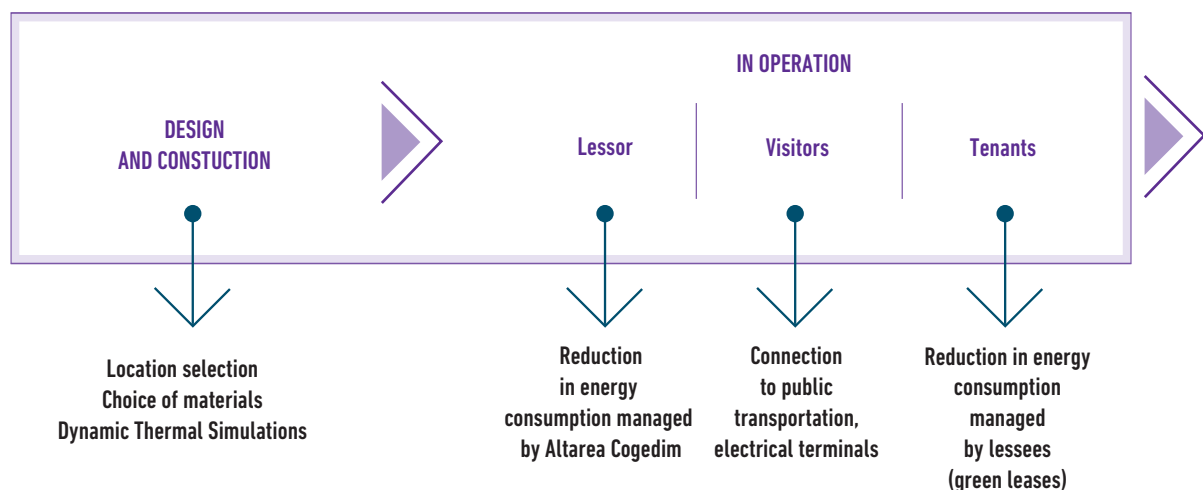 IN OPERATION
DESIGN
AND CONSTUCTION
Lessor
Visitors
Tenants
Location selection
Choice of materials
Dynamic Thermal Simulations
Reduction
in energy
consumption managed
by Altarea Cogedim
Connection
to public
transportation,
electrical terminals
Reduction in energy
consumption
managed
by lessees
(green leases)